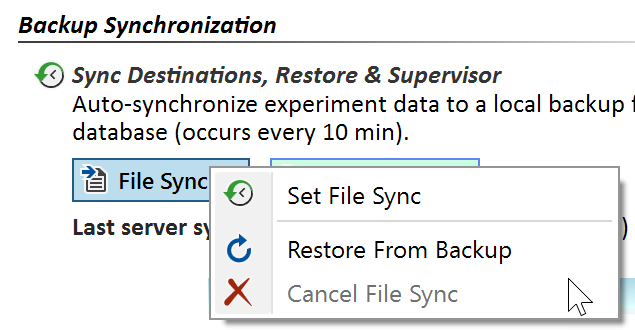 Backup Synchronization
Sync Destinations, Restore & Supervisor
Auto-synchronize experiment data to a local backup
database (occurs every 10 min).
File Sync
Set File Sync
Last server
)
Restore From Backup
Cancel File Sync